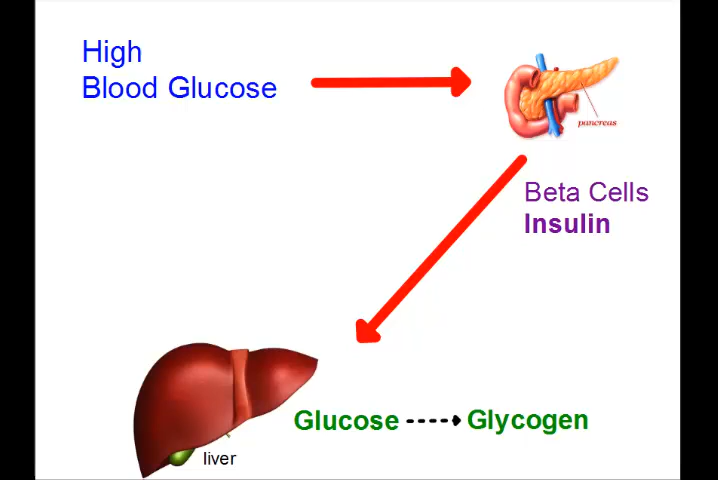 High
Blood Glucose
pancreas
Beta Cells
Insulin
Glucose
Glycogen
liver